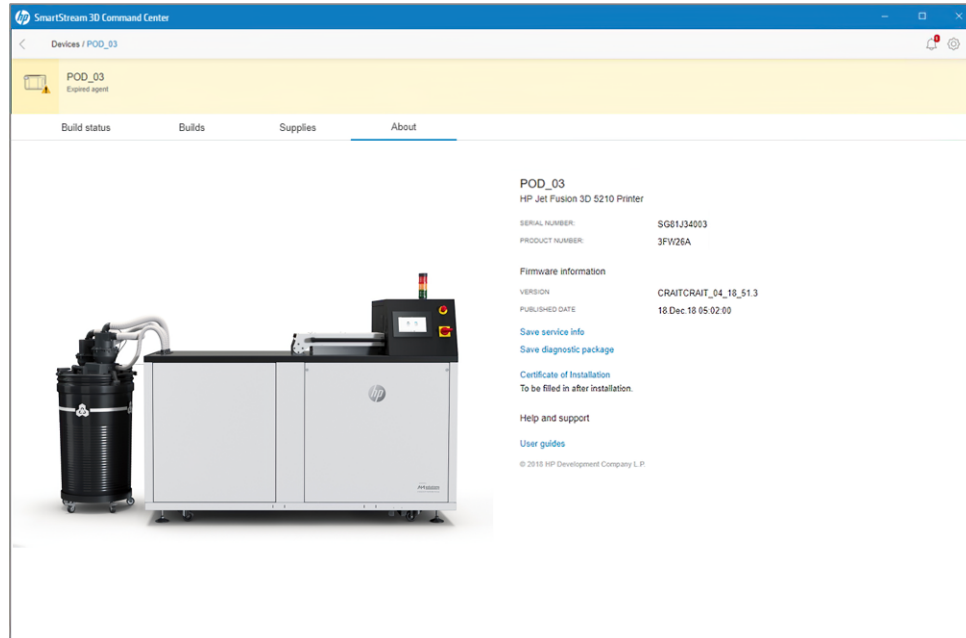 hp SmartStream 3D Command Center
Devices / POD_03
POD_03
Expired agent
Build status Builds Supplies About
POD_03
HP Jet Fusion 3D 5210 Printer
SERIAL NUMBER: SG81J34003
PRODUCT NUMBER: 3FW26A
Firmware information
VERSION CRAITCRAIT_04_18_51.3
PUBLISHED DATE 18.Dec.18 05:02:00
Save service info
Save diagnostic package
Certificate of Installation
To be filled in after installation.
Help and support
User guides
© 2018 HP Development Company L.P.
hp